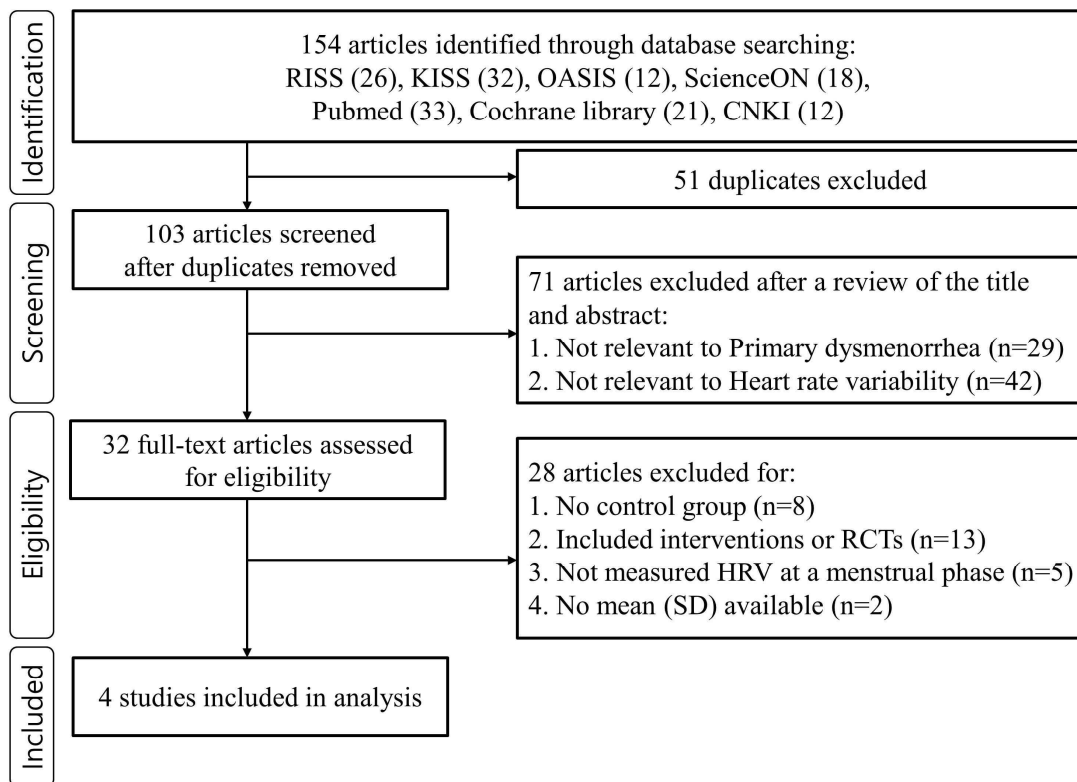 Identification
154 articles identified through database searching:
RISS (26), KISS (32), OASIS (12), ScienceON (18),
Pubmed (33), Cochrane library (21), CNKI (12)
51 duplicates excluded
Screening
103 articles screened
after duplicates removed
71 articles excluded after a review of the title
and abstract:
1. Not relevant to Primary dysmenorrhea (n=29)
2. Not relevant to Heart rate variability (n=42)
Eligibility
32 full-text articles assessed
for eligibility
28 articles excluded for:
1. No control group (n=8)
2. Included interventions or RCTs (n=13)
3. Not measured HRV at a menstrual phase (n=5)
4. No mean (SD) available (n=2)
Included
4 studies included in analysis